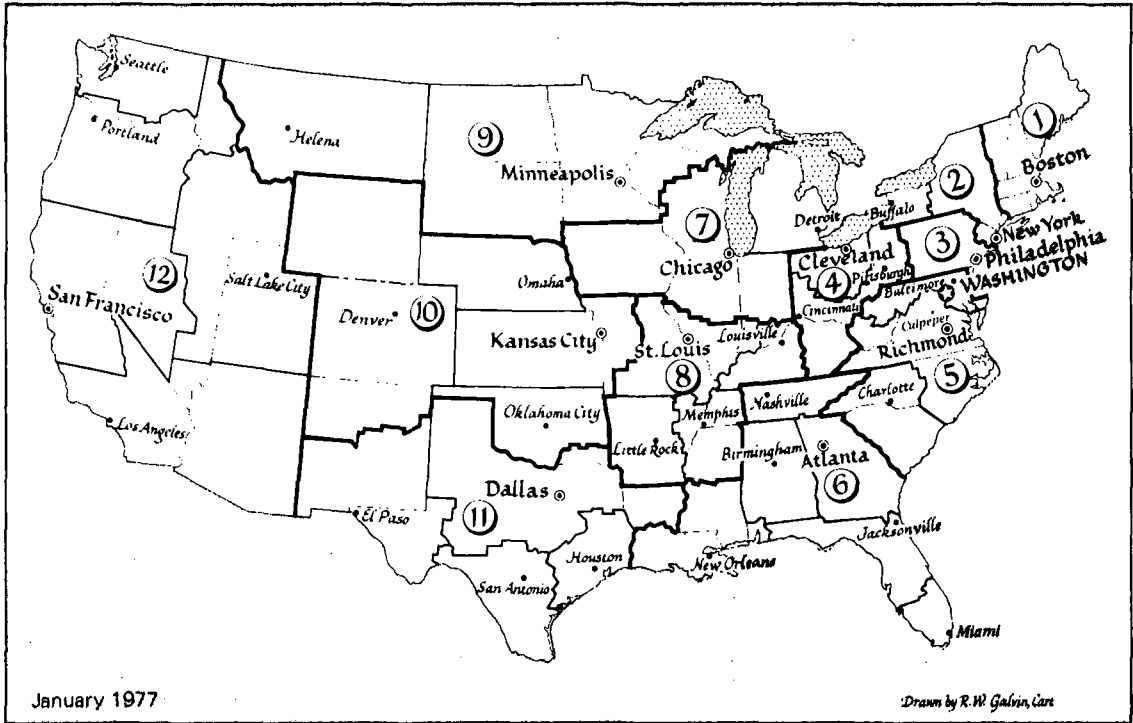 Seattle
Portland
Helena
9
Minneapolis
1
Boston
2
Detroit
Buffalo
New York
3
Philadelphia
WASHINGTON
7
Chicago
Cleveland
Pittsburgh
4
Cincinnati
Baltimore
12
San Francisco
Salt Lake City
Omaha
Denver
10
Kansas City
St. Louis
Louisville
Culpeper
Richmond
8
5
Los Angeles
Oklahoma City
Little Rock
Memphis
Nashville
Charlotte
Birmingham
Atlanta
6
Dallas
11
El Paso
Houston
San Antonio
New Orleans
Jacksonville
Miami
January 1977
Drawn by R.W. Galvin, Cart